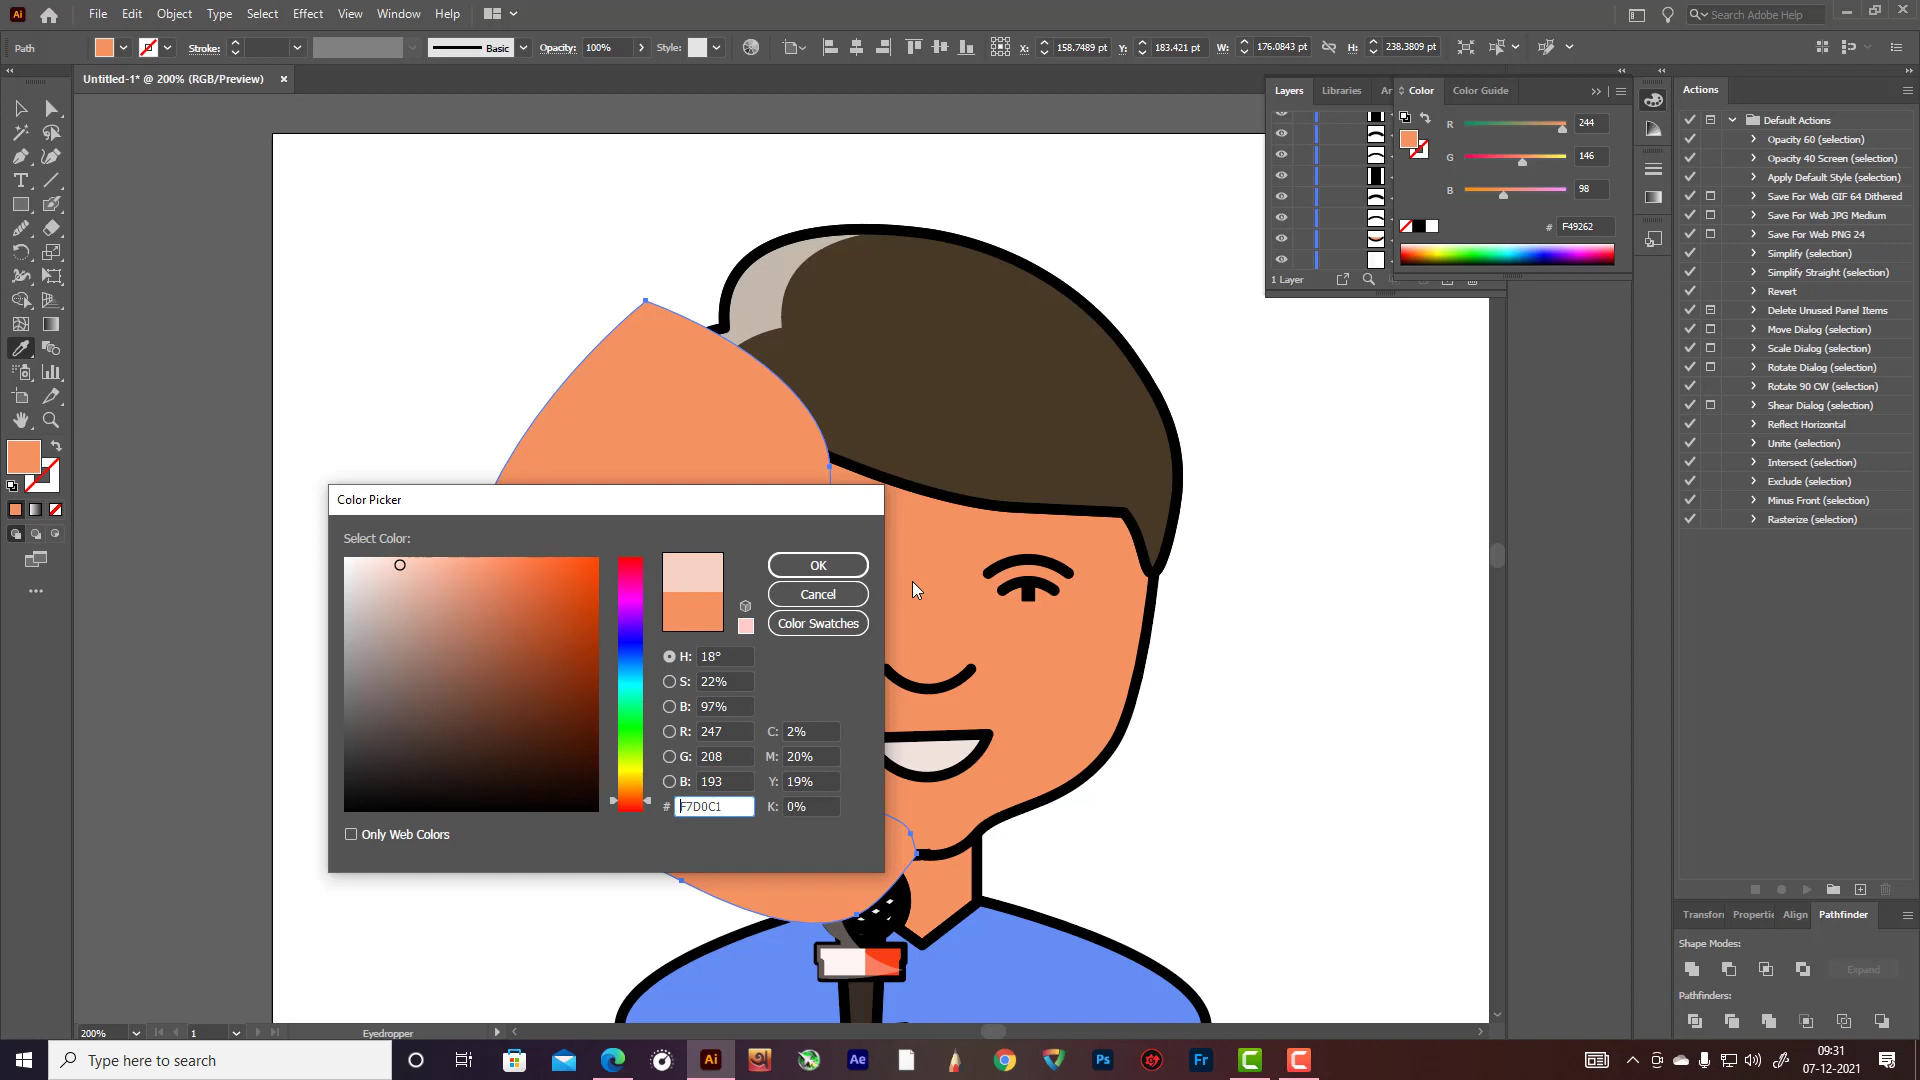 File Edit Object Type Select Effect View Window Help Search Adobe Help
Path Stroke: Basic Opacity: 100% Style: X: 158.7489 pt Y: 183.421 pt W: 176.0843 pt H: 238.3809 pt
Untitled-1* @ 200% (RGB/Preview)
Layers Libraries Color Color Guide
R 244
G 146
B 98
# F49262
1 Layer
Actions
Default Actions
Opacity 60 (selection)
Opacity 40 Screen (selection)
Apply Default Style (selection)
Save For Web GIF 64 Dithered
Save For Web JPG Medium
Save For Web PNG 24
Simplify (selection)
Simplify Straight (selection)
Revert
Delete Unused Panel Items
Move Dialog (selection)
Scale Dialog (selection)
Rotate Dialog (selection)
Rotate 90 CW (selection)
Shear Dialog (selection)
Reflect Horizontal
Unite (selection)
Intersect (selection)
Exclude (selection)
Minus Front (selection)
Rasterize (selection)
Color Picker
Select Color:
OK
Cancel
Color Swatches
H: 18°
S: 22%
B: 97%
R: 247 C: 2%
G: 208 M: 20%
B: 193 Y: 19%
# F7D0C1 K: 0%
Only Web Colors
Transforr Properti Align Pathfinder
Shape Modes:
Expand
Pathfinders:
200% 1 Eyedropper
Type here to search
09:31
07-12-2021